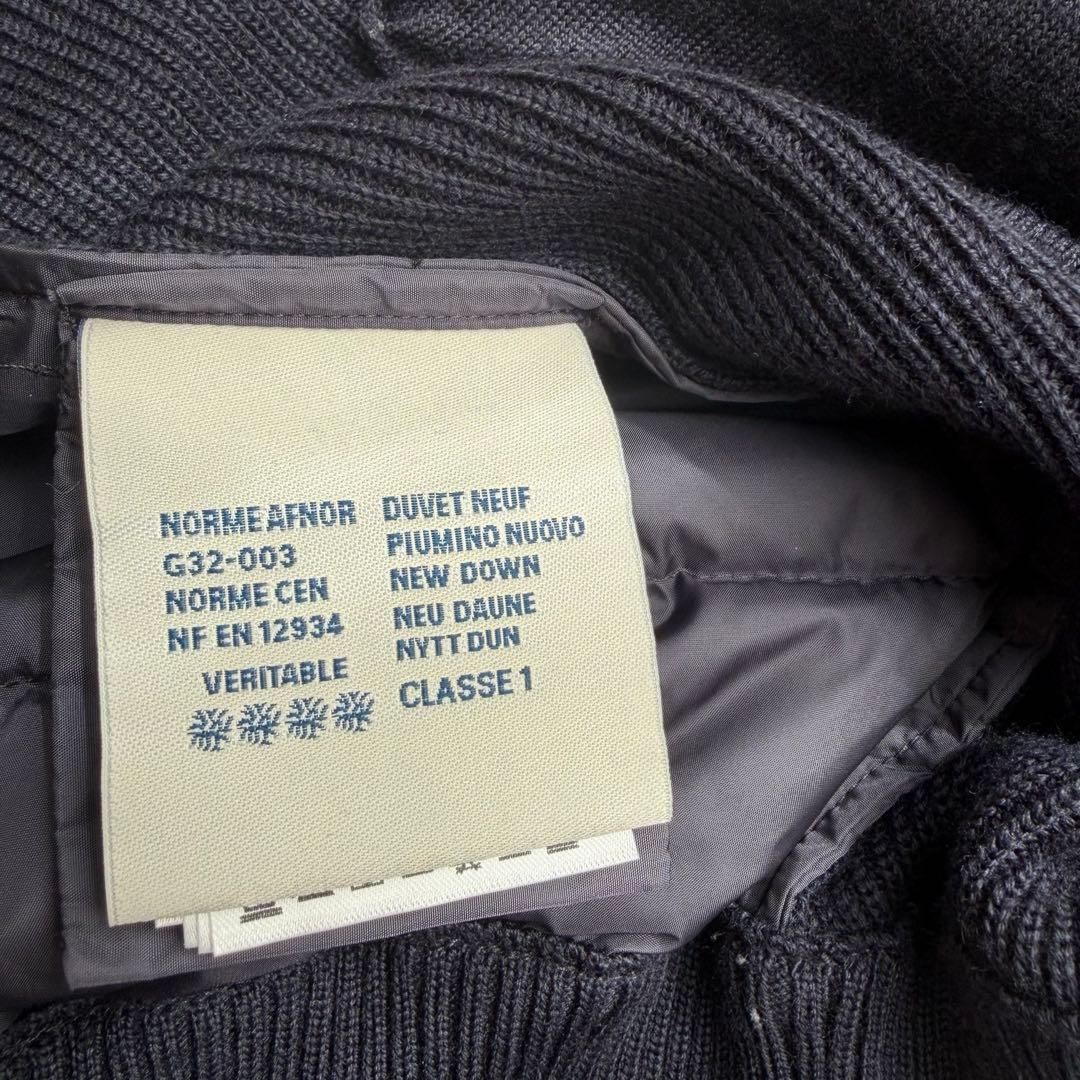 NORME AFNOR
G32-003
NORME CEN
NF EN 12934
VERITABLE
DUVET NEUF
PIUMINO NUOVO
NEW DOWN
NEU DAUNE
NYTT DUN
CLASSE 1